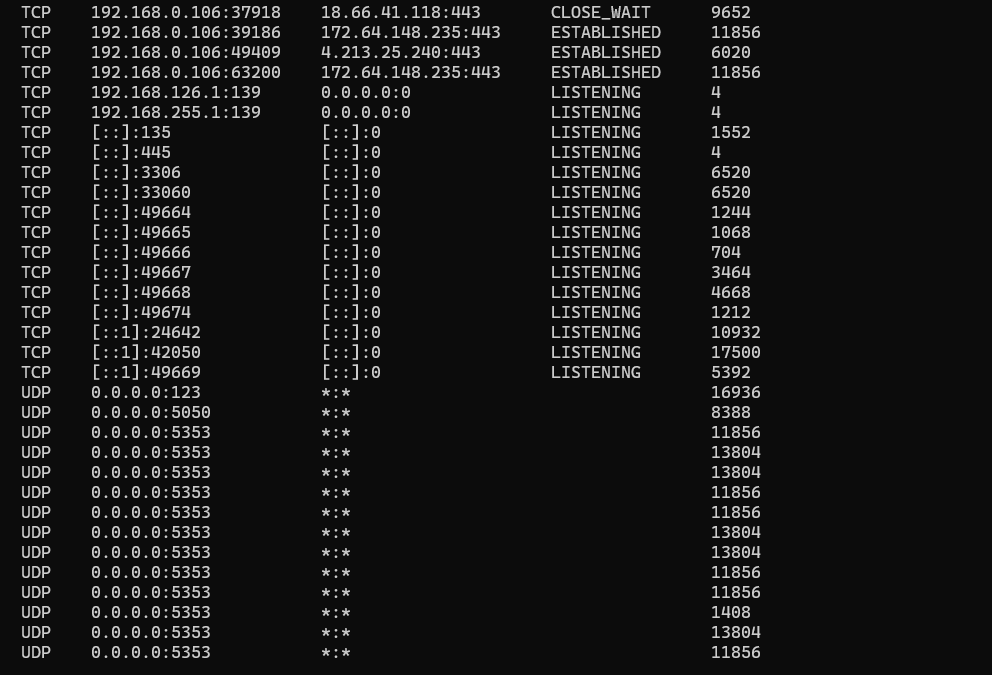 TCP    192.168.0.106:37918    18.66.41.118:443       CLOSE_WAIT      9652
TCP    192.168.0.106:39186    172.64.148.235:443     ESTABLISHED     11856
TCP    192.168.0.106:49409    4.213.25.240:443       ESTABLISHED     6020
TCP    192.168.0.106:63200    172.64.148.235:443     ESTABLISHED     11856
TCP    192.168.126.1:139      0.0.0.0:0              LISTENING       4
TCP    192.168.255.1:139      0.0.0.0:0              LISTENING       4
TCP    [::]:135               [::]:0                 LISTENING       1552
TCP    [::]:445               [::]:0                 LISTENING       4
TCP    [::]:3306              [::]:0                 LISTENING       6520
TCP    [::]:33060             [::]:0                 LISTENING       6520
TCP    [::]:49664             [::]:0                 LISTENING       1244
TCP    [::]:49665             [::]:0                 LISTENING       1068
TCP    [::]:49666             [::]:0                 LISTENING       704
TCP    [::]:49667             [::]:0                 LISTENING       3464
TCP    [::]:49668             [::]:0                 LISTENING       4668
TCP    [::]:49674             [::]:0                 LISTENING       1212
TCP    [::1]:24642            [::]:0                 LISTENING       10932
TCP    [::1]:42050            [::]:0                 LISTENING       17500
TCP    [::1]:49669            [::]:0                 LISTENING       5392
UDP    0.0.0.0:123            *:*                                    16936
UDP    0.0.0.0:5050           *:*                                    8388
UDP    0.0.0.0:5353           *:*                                    11856
UDP    0.0.0.0:5353           *:*                                    13804
UDP    0.0.0.0:5353           *:*                                    13804
UDP    0.0.0.0:5353           *:*                                    11856
UDP    0.0.0.0:5353           *:*                                    11856
UDP    0.0.0.0:5353           *:*                                    13804
UDP    0.0.0.0:5353           *:*                                    13804
UDP    0.0.0.0:5353           *:*                                    11856
UDP    0.0.0.0:5353           *:*                                    11856
UDP    0.0.0.0:5353           *:*                                    1408
UDP    0.0.0.0:5353           *:*                                    13804
UDP    0.0.0.0:5353           *:*                                    11856